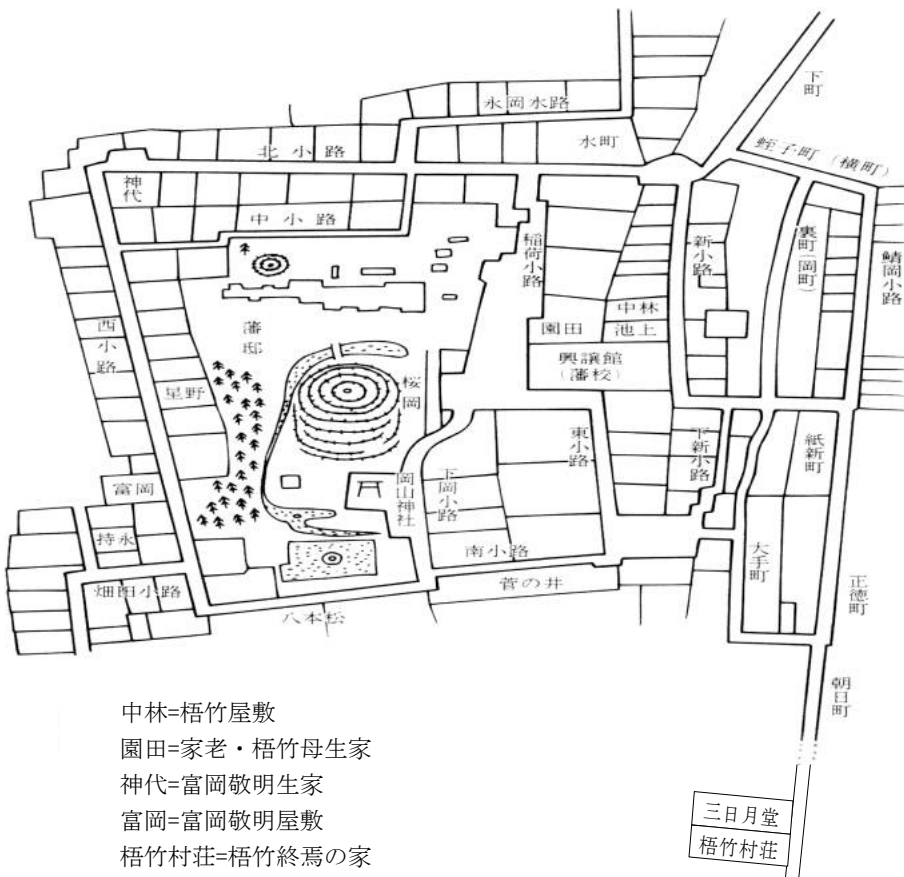 下町
永岡水路
水町
蛭子町(横町)
北小路
神代
中小路
稲荷小路
新小路
裏町(岡町)
鯖岡小路
西小路
藩邸
中林
園田
池上
興譲館
(藩校)
桜岡
星野
東小路
下新小路
紙新町
岡山神社
下岡小路
富岡
持永
南小路
大手町
畑田小路
菅の井
正徳町
八本松
朝日町
中林=梧竹屋敷
園田=家老・梧竹母生家
神代=富岡敬明生家
富岡=富岡敬明屋敷
梧竹村荘=梧竹終焉の家
三日月堂
梧竹村荘